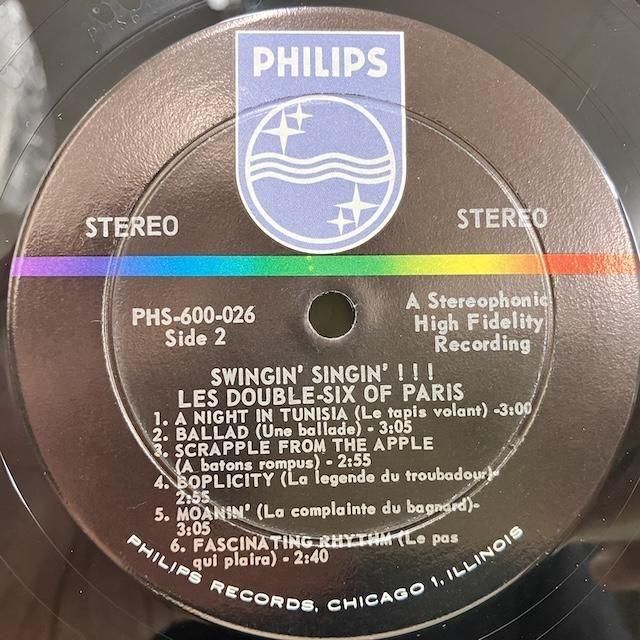 PHILIPS
STEREO
STEREO
PHS-600-026
Side 2
A Stereophonic
High Fidelity
Recording
SWINGIN' SINGIN' ! ! !
LES DOUBLE-SIX OF PARIS
1. A NIGHT IN TUNISIA (Le tapis volant) -3:00
2. BALLAD (Une ballade) - 3:05
3. SCRAPPLE FROM THE APPLE
(A batons rompus) - 2:55
4. BOPLICITY (La legende du troubadour)-
2:55
5. MOANIN' (La complainte du bagnard)-
3:05
6. FASCINATING RHYTHM (Le pas
qui plaira) - 2:40
PHILIPS RECORDS, CHICAGO 1, ILLINOIS